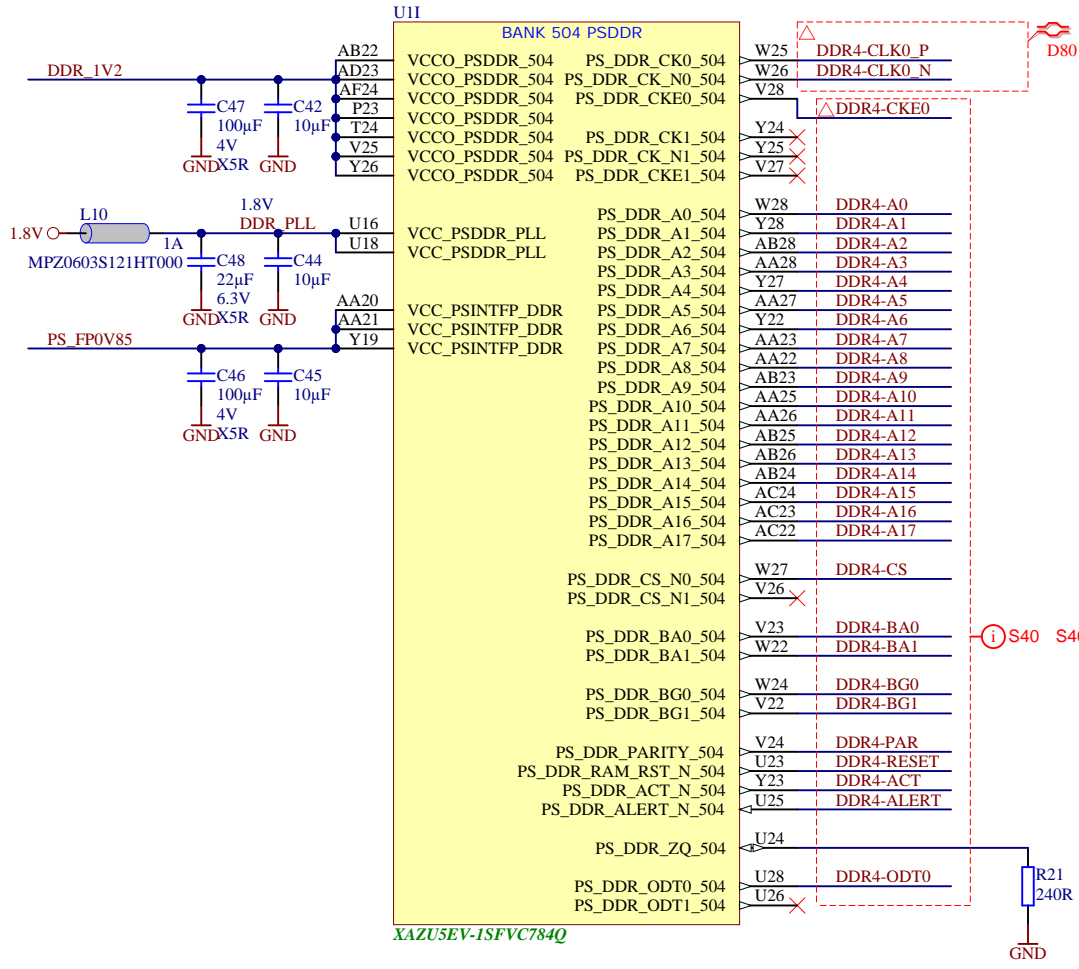 U1I
BANK 504 PSDDR
DDR_1V2
C47
100µF
4V
X5R
GND
C42
10µF
GND
AB22 VCCO_PSDDR_504
AD23 VCCO_PSDDR_504
AF24 VCCO_PSDDR_504
P23 VCCO_PSDDR_504
T24 VCCO_PSDDR_504
V25 VCCO_PSDDR_504
Y26 VCCO_PSDDR_504
1.8V
L10
1A
MPZ0603S121HT000
1.8V
DDR_PLL
C48
22µF
6.3V
X5R
GND
C44
10µF
GND
U16 VCC_PSDDR_PLL
U18 VCC_PSDDR_PLL
AA20 VCC_PSINTFP_DDR
AA21 VCC_PSINTFP_DDR
Y19 VCC_PSINTFP_DDR
PS_FP0V85
C46
100µF
4V
X5R
GND
C45
10µF
GND
PS_DDR_CK0_504 W25 DDR4-CLK0_P
PS_DDR_CK_N0_504 W26 DDR4-CLK0_N
PS_DDR_CKE0_504 V28 DDR4-CKE0
PS_DDR_CK1_504 Y24
PS_DDR_CK_N1_504 Y25
PS_DDR_CKE1_504 V27
PS_DDR_A0_504 W28 DDR4-A0
PS_DDR_A1_504 Y28 DDR4-A1
PS_DDR_A2_504 AB28 DDR4-A2
PS_DDR_A3_504 AA28 DDR4-A3
PS_DDR_A4_504 Y27 DDR4-A4
PS_DDR_A5_504 AA27 DDR4-A5
PS_DDR_A6_504 Y22 DDR4-A6
PS_DDR_A7_504 AA23 DDR4-A7
PS_DDR_A8_504 AA22 DDR4-A8
PS_DDR_A9_504 AB23 DDR4-A9
PS_DDR_A10_504 AA25 DDR4-A10
PS_DDR_A11_504 AA26 DDR4-A11
PS_DDR_A12_504 AB25 DDR4-A12
PS_DDR_A13_504 AB26 DDR4-A13
PS_DDR_A14_504 AB24 DDR4-A14
PS_DDR_A15_504 AC24 DDR4-A15
PS_DDR_A16_504 AC23 DDR4-A16
PS_DDR_A17_504 AC22 DDR4-A17
PS_DDR_CS_N0_504 W27 DDR4-CS
PS_DDR_CS_N1_504 V26
PS_DDR_BA0_504 V23 DDR4-BA0
PS_DDR_BA1_504 W22 DDR4-BA1
PS_DDR_BG0_504 W24 DDR4-BG0
PS_DDR_BG1_504 V22 DDR4-BG1
PS_DDR_PARITY_504 V24 DDR4-PAR
PS_DDR_RAM_RST_N_504 U23 DDR4-RESET
PS_DDR_ACT_N_504 Y23 DDR4-ACT
PS_DDR_ALERT_N_504 U25 DDR4-ALERT
PS_DDR_ZQ_504 U24
PS_DDR_ODT0_504 U28 DDR4-ODT0
PS_DDR_ODT1_504 U26
D80
i S40
R21
240R
GND
XAZU5EV-1SFVC784Q